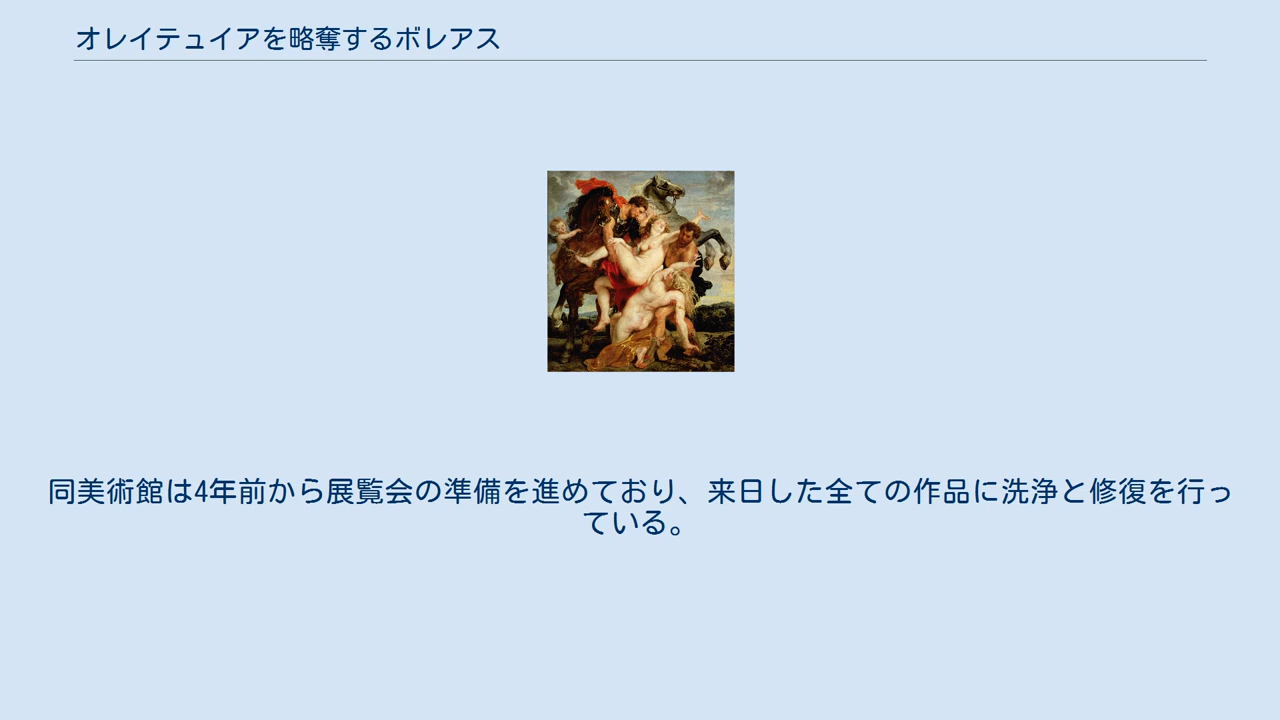 オレイテュイアを略奪するボレアス
同美術館は4年前から展覧会の準備を進めており、来日した全ての作品に洗浄と修復を行っ
ている。